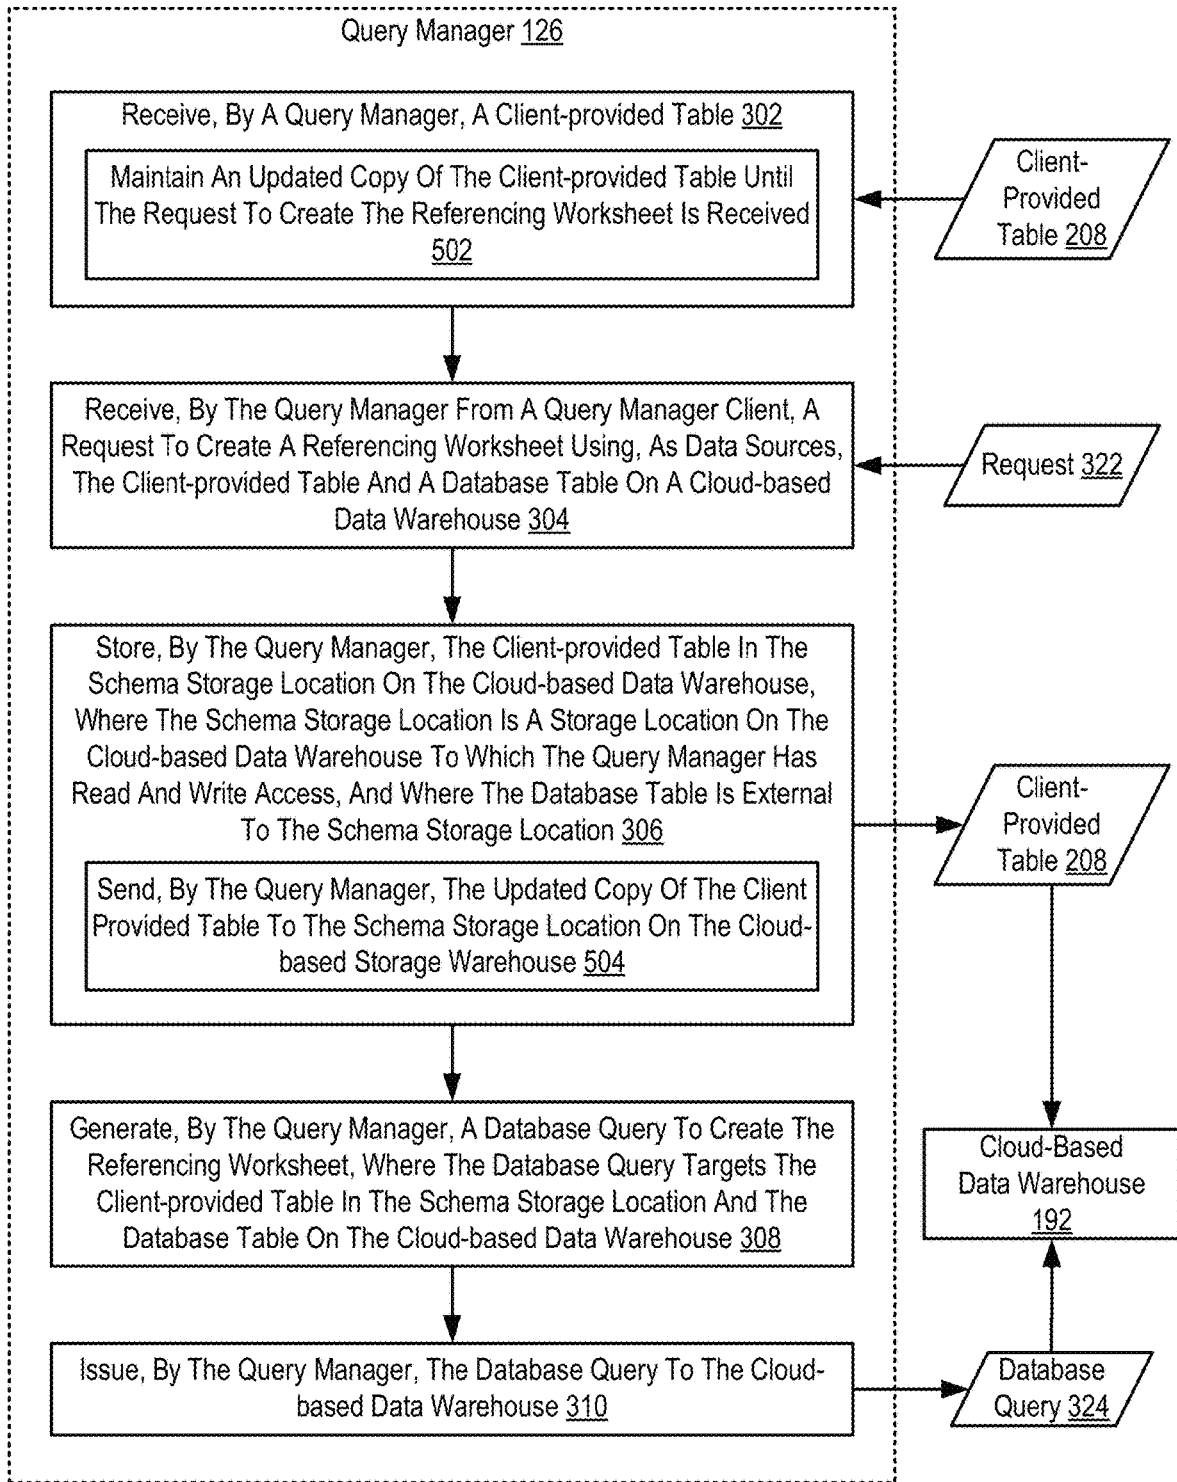 Query Manager 126
Receive, By A Query Manager, A Client-provided Table 302
Maintain An Updated Copy Of The Client-provided Table Until
The Request To Create The Referencing Worksheet Is Received
502
Client-
Provided
Table 208
Receive, By The Query Manager From A Query Manager Client, A
Request To Create A Referencing Worksheet Using, As Data Sources,
The Client-provided Table And A Database Table On A Cloud-based
Data Warehouse 304
Request 322
Store, By The Query Manager, The Client-provided Table In The
Schema Storage Location On The Cloud-based Data Warehouse,
Where The Schema Storage Location Is A Storage Location On The
Cloud-based Data Warehouse To Which The Query Manager Has
Read And Write Access, And Where The Database Table Is External
To The Schema Storage Location 306
Send, By The Query Manager, The Updated Copy Of The Client
Provided Table To The Schema Storage Location On The Cloud-
based Storage Warehouse 504
Client-
Provided
Table 208
Generate, By The Query Manager, A Database Query To Create The
Referencing Worksheet, Where The Database Query Targets The
Client-provided Table In The Schema Storage Location And The
Database Table On The Cloud-based Data Warehouse 308
Cloud-Based
Data Warehouse
192
Issue, By The Query Manager, The Database Query To The Cloud-
based Data Warehouse 310
Database
Query 324